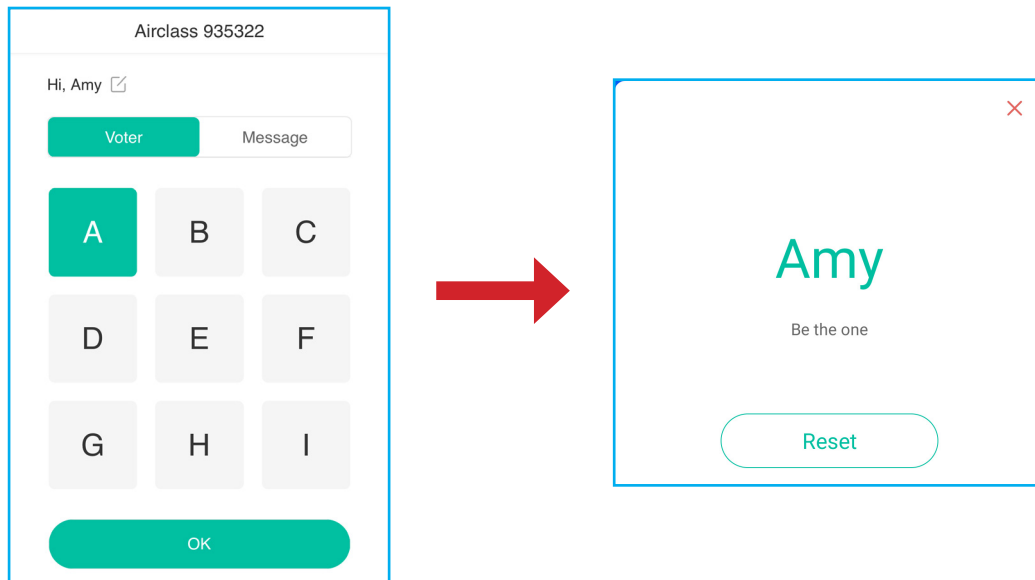 Airclass 935322
Hi, Amy
Voter Message
A B C
D E F
G H I
OK
Amy
Be the one
Reset